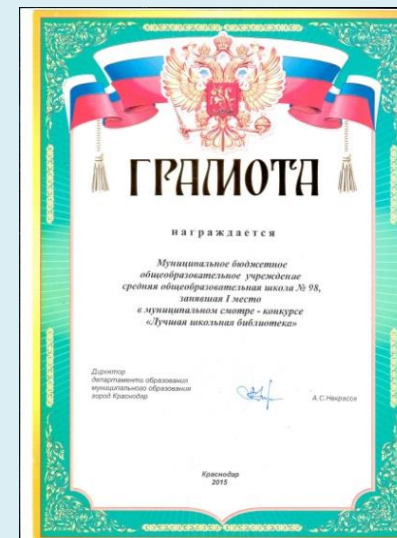 ГРАМОТА
награждается
Муниципальное бюджетное
общеобразовательное учреждение
средняя общеобразовательная школа № 98,
занявшая I место
в муниципальном смотре - конкурсе
«Лучшая школьная библиотека»
Директор
департамента образования
муниципального образования
город Краснодар
А.С.Некрасов
Краснодар
2015